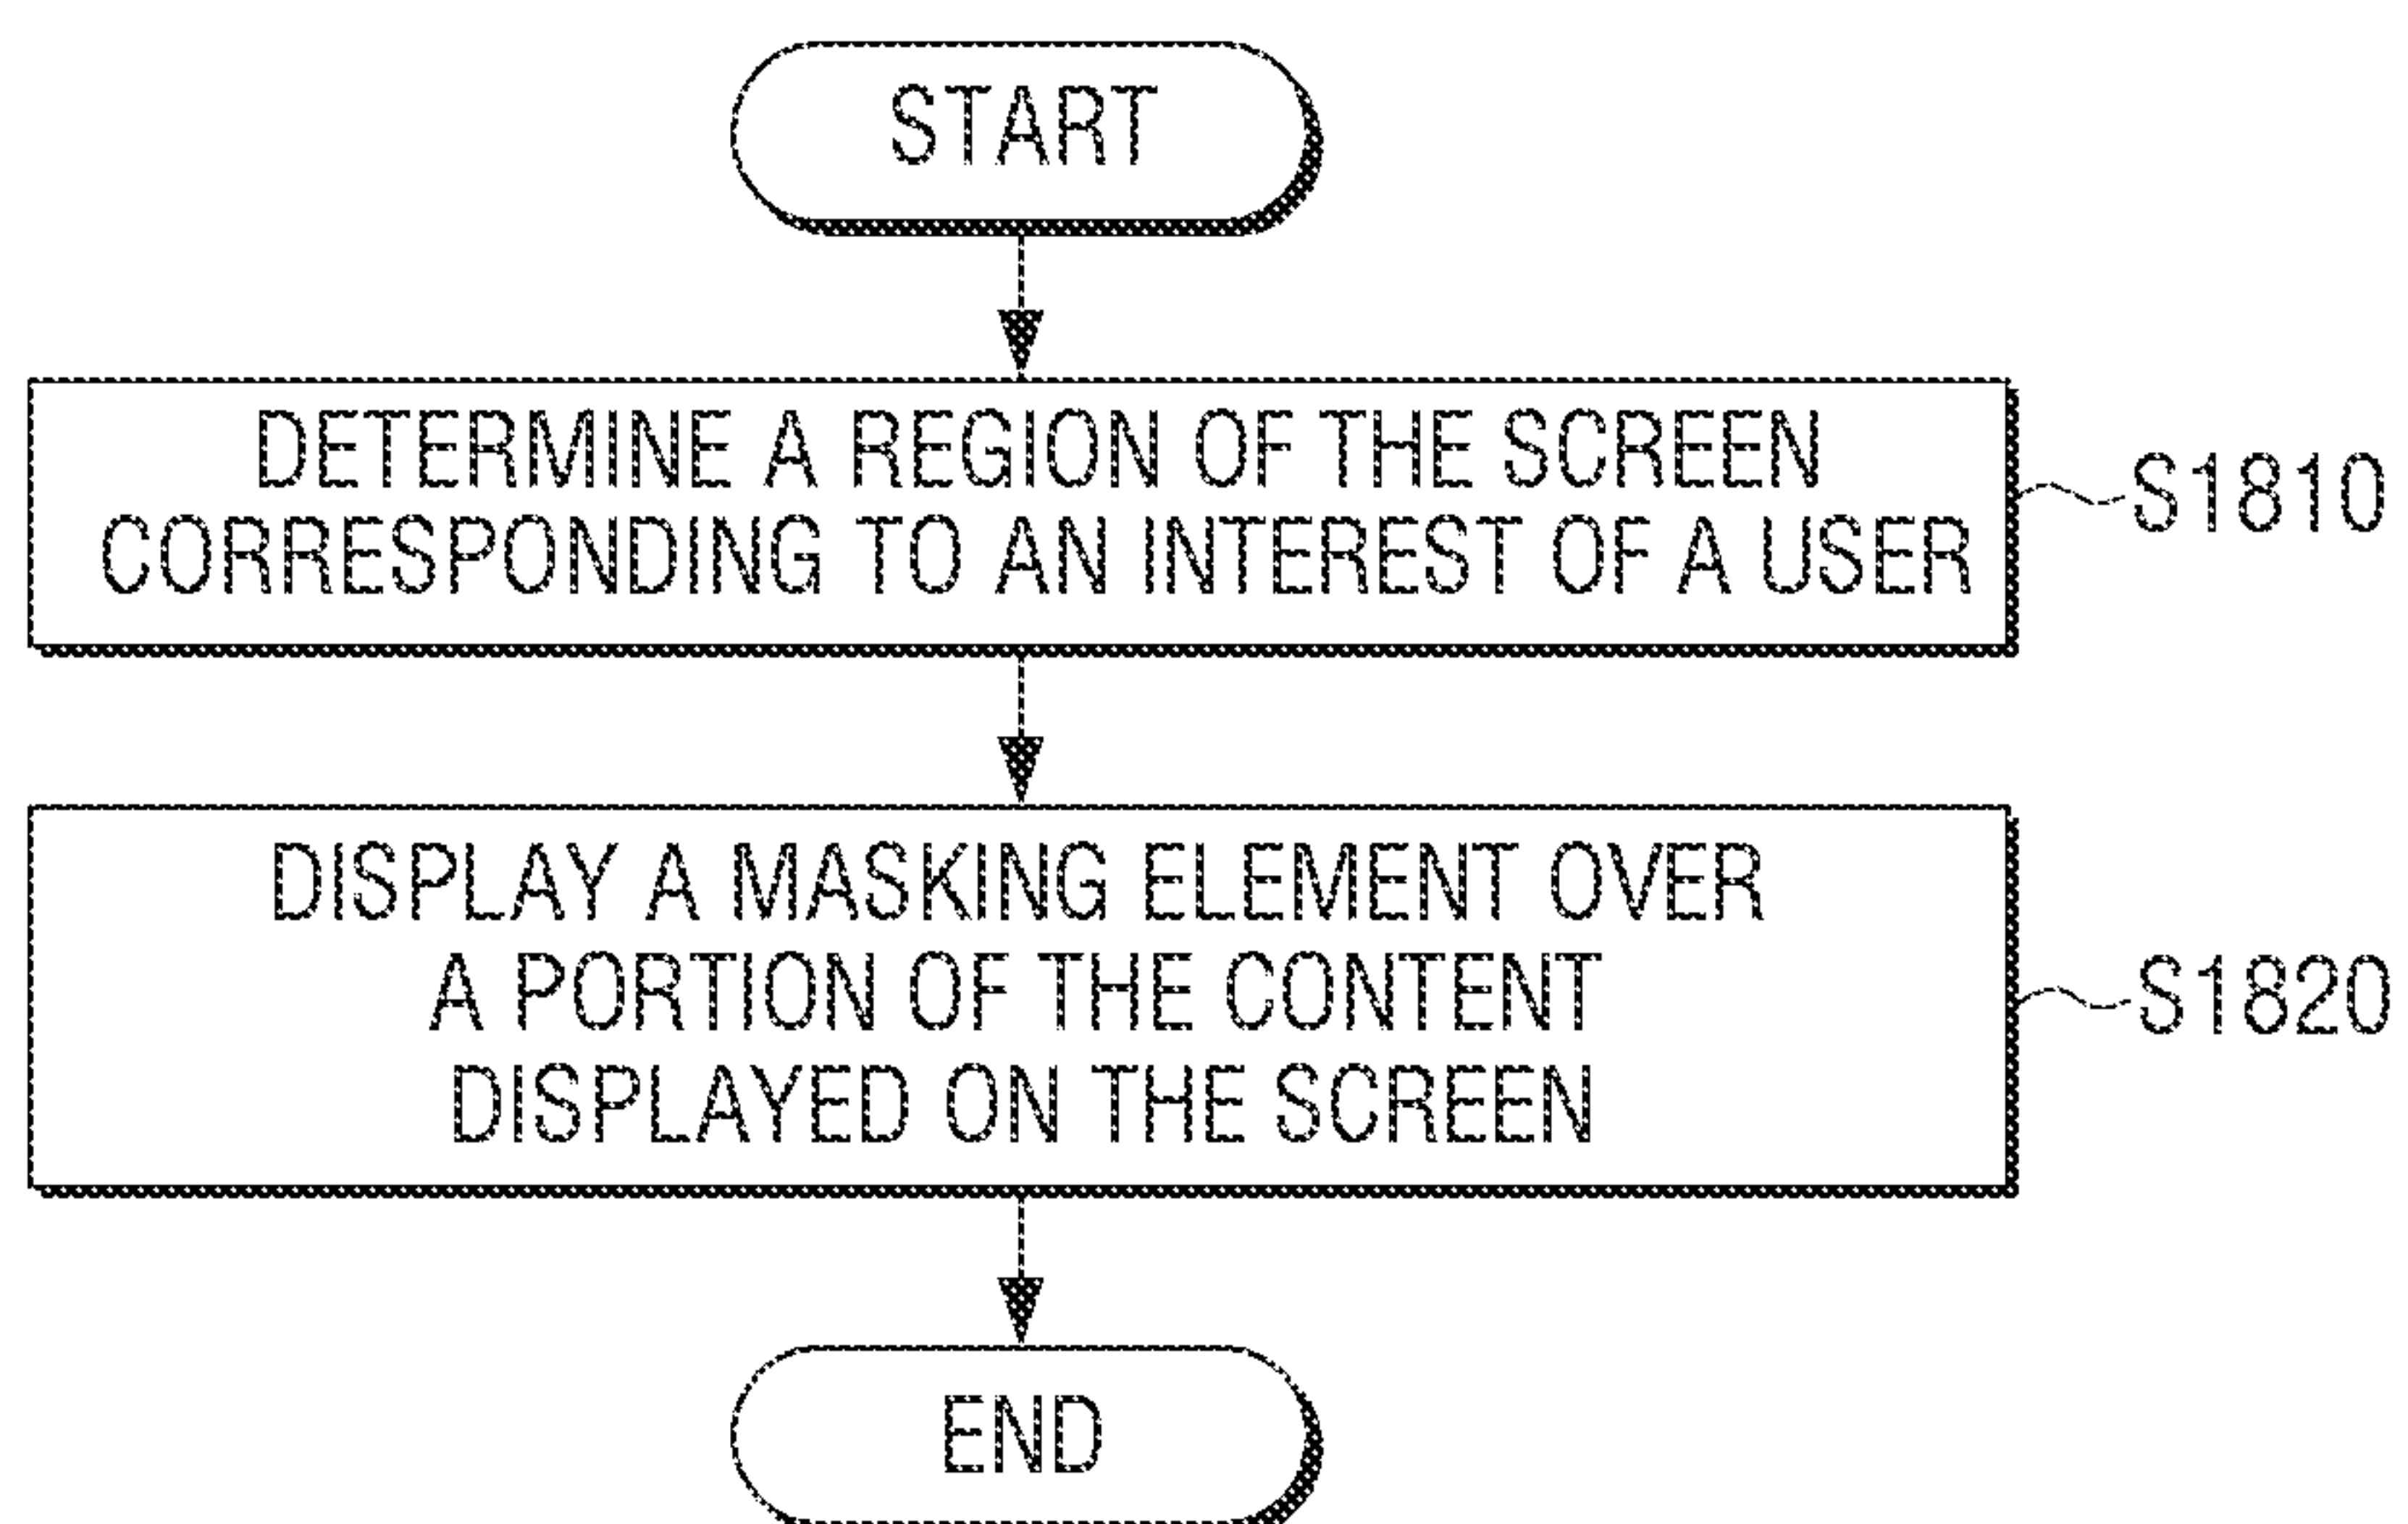 START
DETERMINE A REGION OF THE SCREEN
CORRESPONDING TO AN INTEREST OF A USER
S1810
DISPLAY A MASKING ELEMENT OVER
A PORTION OF THE CONTENT
DISPLAYED ON THE SCREEN
S1820
END